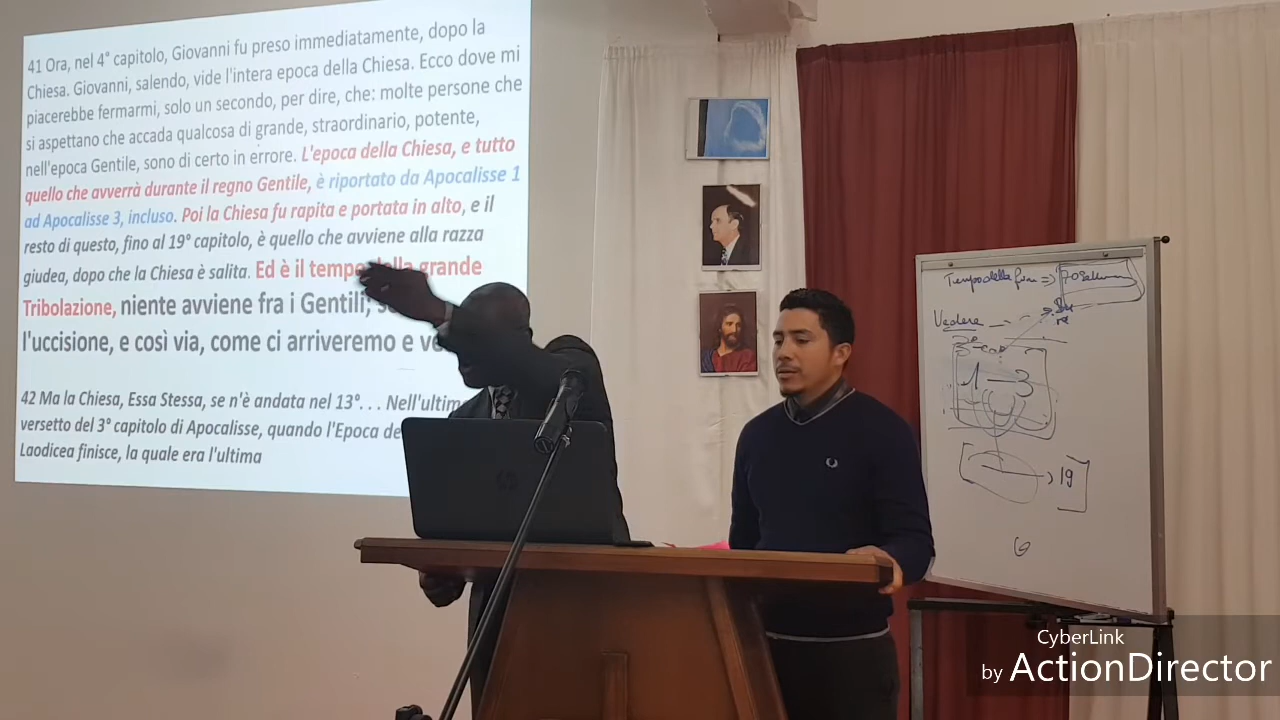 41 Ora, nel 4° capitolo, Giovanni fu preso immediatamente, dopo la
Chiesa. Giovanni, salendo, vide l'intera epoca della Chiesa. Ecco dove mi
piacerebbe fermarmi, solo un secondo, per dire, che: molte persone che
si aspettano che accada qualcosa di grande, straordinario, potente,
nell'epoca Gentile, sono di certo in errore. L'epoca della Chiesa, e tutto
quello che avverrà durante il regno Gentile, è riportato da Apocalisse 1
ad Apocalisse 3, incluso. Poi la Chiesa fu rapita e portata in alto, e il
resto di questo, fino al 19° capitolo, è quello che avviene alla razza
giudea, dopo che la Chiesa è salita. Ed è il tempo della grande
Tribolazione, niente avviene fra i Gentili;
l'uccisione, e così via, come ci arriveremo e
42 Ma la Chiesa, Essa Stessa, se n'è andata nel 13°. . . Nell'ultimo
versetto del 3° capitolo di Apocalisse, quando l'Epoca
Laodicea finisce, la quale era l'ultima
Tempo della fine =>
Vedere
1 - 3
19
CyberLink
by ActionDirector